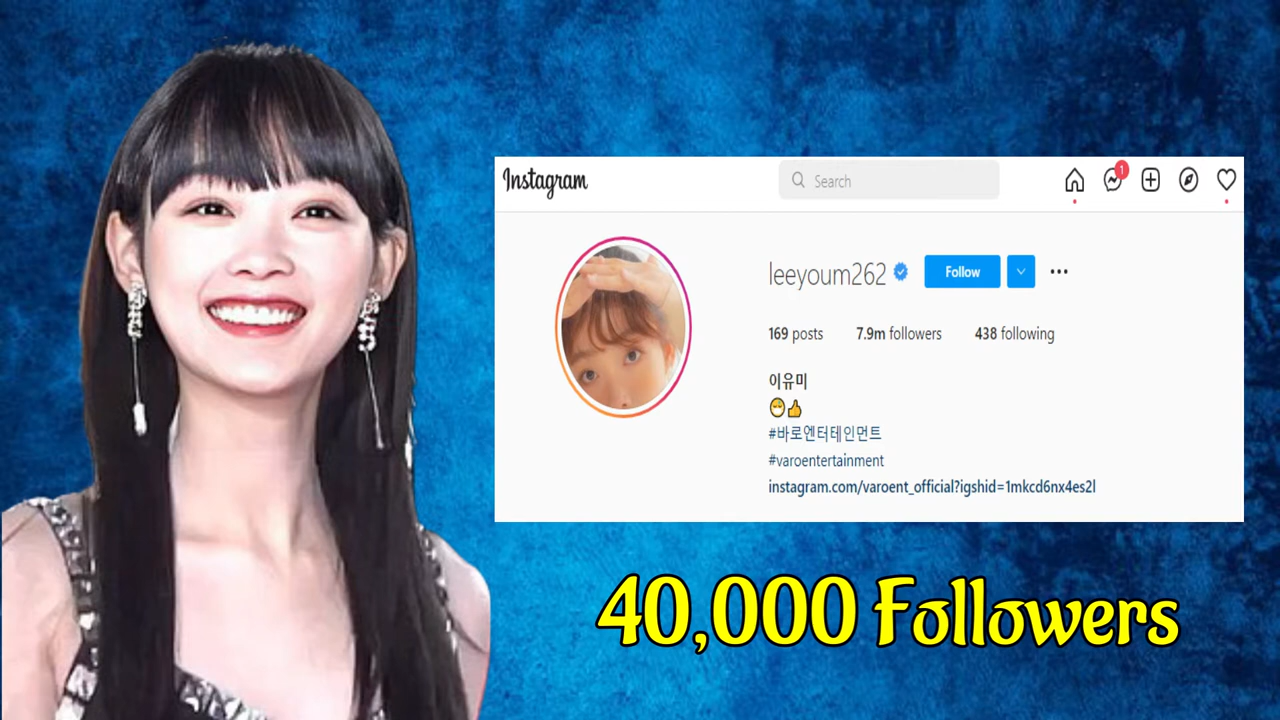 Instagram
Search
1
leeyoum262 Follow
169 posts 7.9m followers 438 following
이유미
😷👍
#바로엔터테인먼트
#varoentertainment
instagram.com/varoent_official?igshid=1mkcd6nx4es2l
40,000 Followers